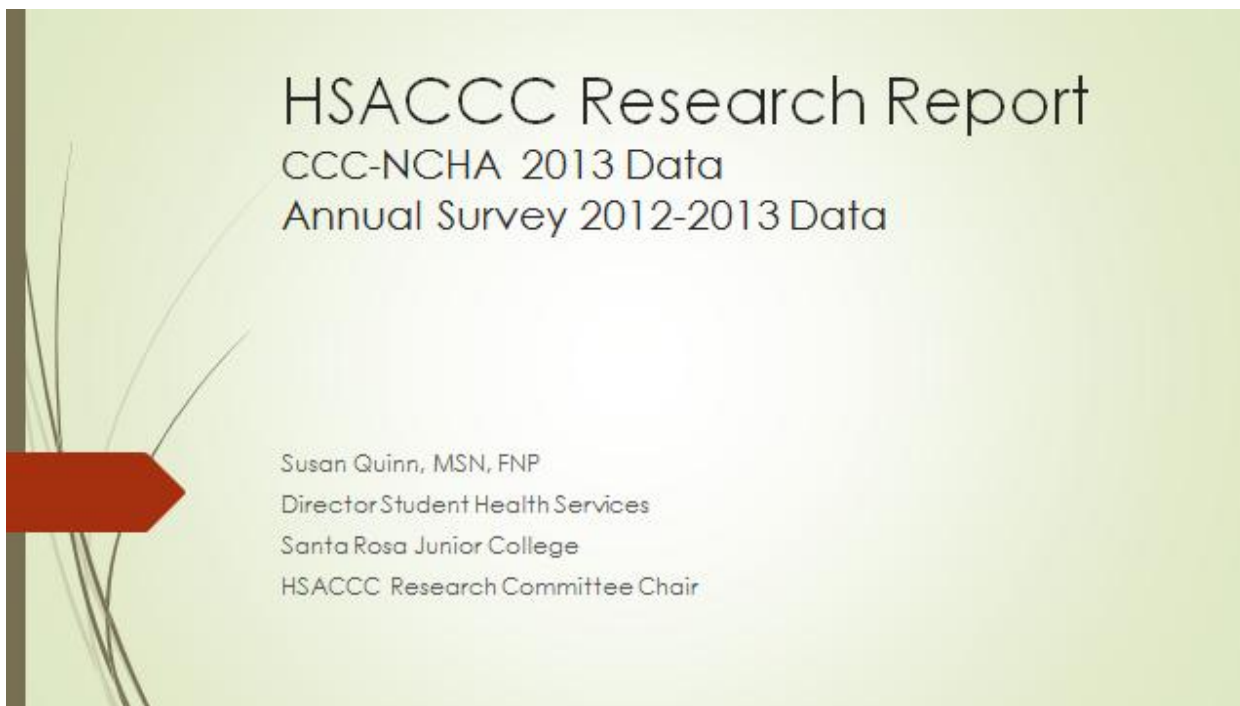 HSACCC Research Report
CCC-NCHA 2013 Data
Annual Survey 2012-2013 Data
Susan Quinn, MSN, FNP
Director Student Health Services
Santa Rosa Junior College
HSACCC Research Committee Chair